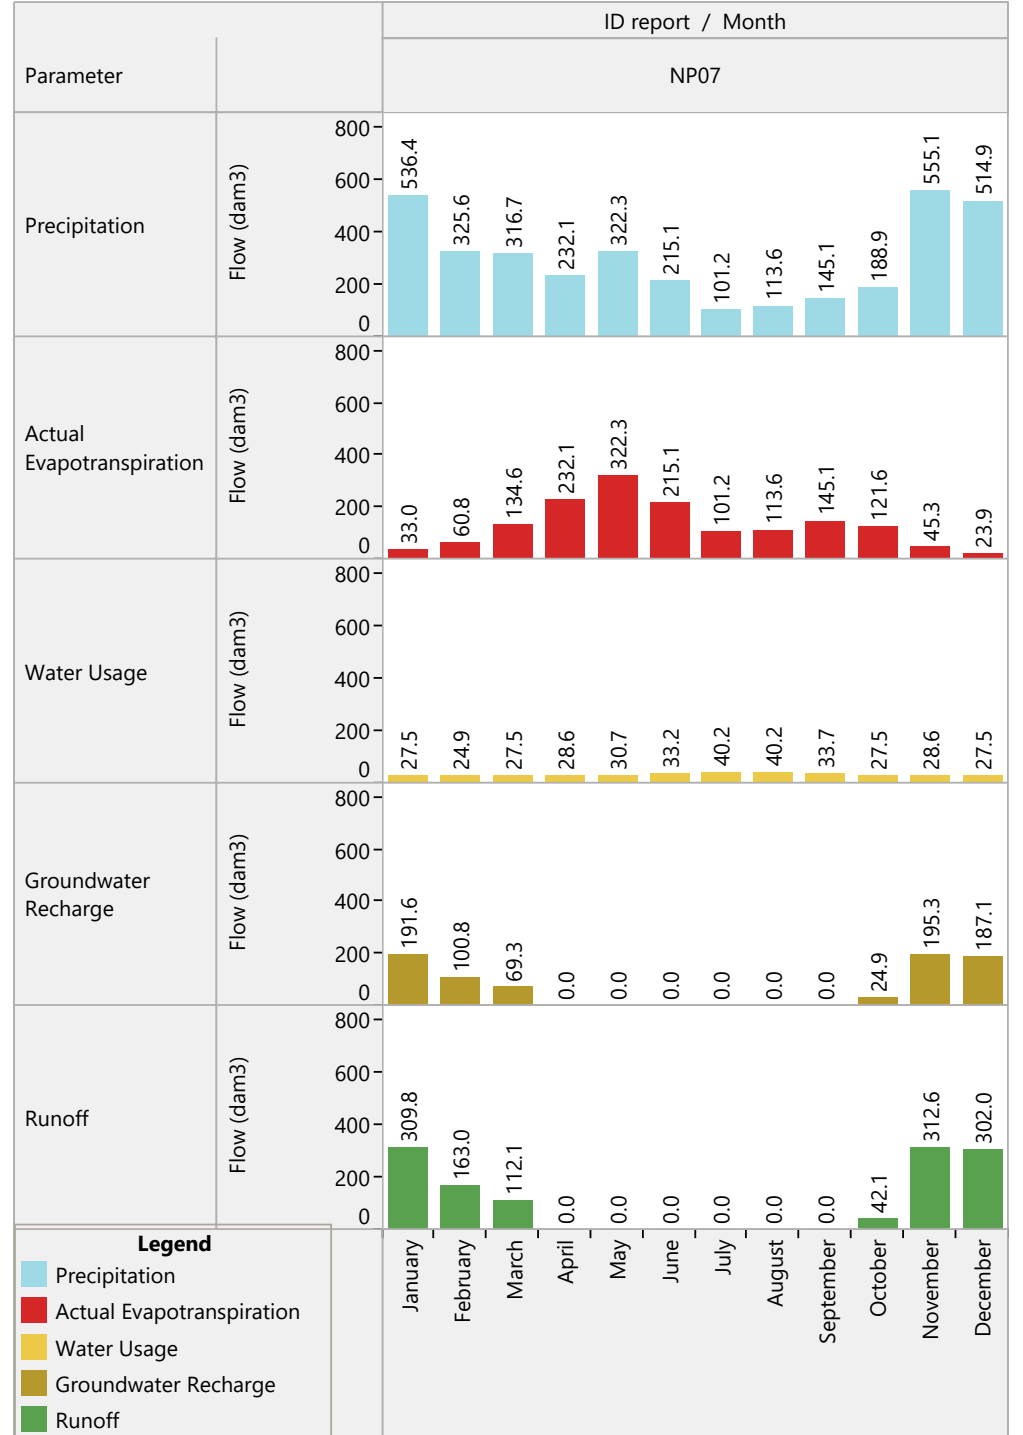 ID report / Month
Parameter
NP07
Precipitation
Flow (dam3)
800
600
400
200
0
536.4
325.6
316.7
232.1
322.3
215.1
101.2
113.6
145.1
188.9
555.1
514.9
Actual
Evapotranspiration
Flow (dam3)
800
600
400
200
0
33.0
60.8
134.6
232.1
322.3
215.1
101.2
113.6
145.1
121.6
45.3
23.9
Water Usage
Flow (dam3)
800
600
400
200
0
27.5
24.9
27.5
28.6
30.7
33.2
40.2
40.2
33.7
27.5
28.6
27.5
Groundwater
Recharge
Flow (dam3)
800
600
400
200
0
191.6
100.8
69.3
0.0
0.0
0.0
0.0
0.0
0.0
24.9
195.3
187.1
Runoff
Flow (dam3)
800
600
400
200
0
309.8
163.0
112.1
0.0
0.0
0.0
0.0
0.0
0.0
42.1
312.6
302.0
January
February
March
April
May
June
July
August
September
October
November
December
Legend
Precipitation
Actual Evapotranspiration
Water Usage
Groundwater Recharge
Runoff